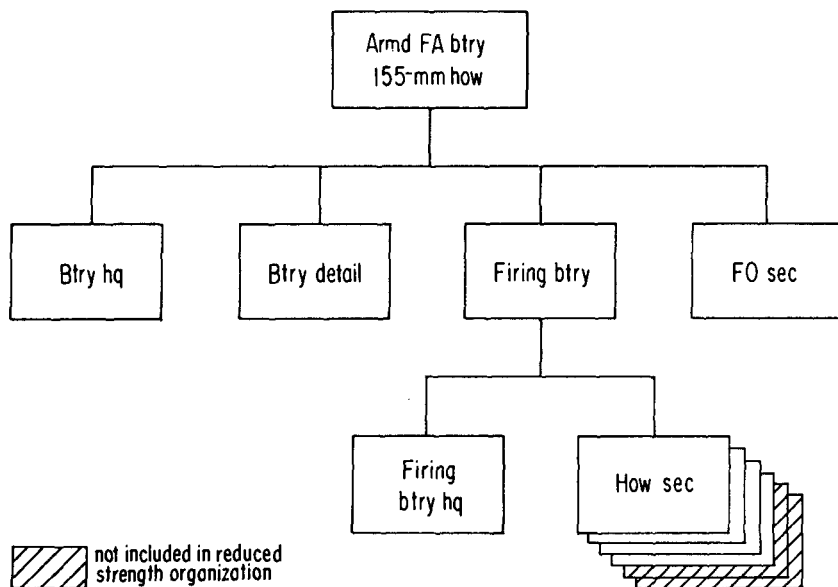 Armd FA btry
155-mm how
Btry hq
Btry detail
Firing btry
FO sec
Firing
btry hq
How sec
not included in reduced
strength organization